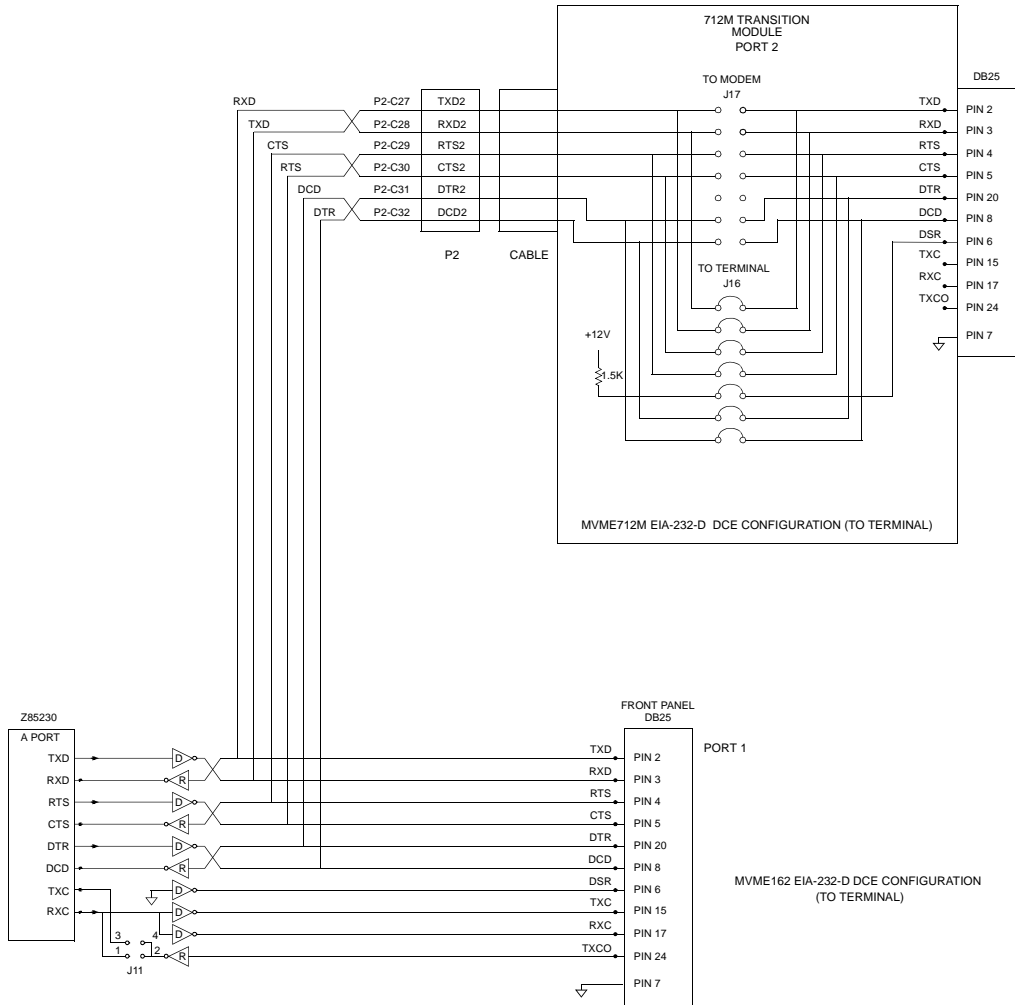 712M TRANSITION
MODULE
PORT 2
TO MODEM
J17
DB25
RXD P2-C27 TXD2 TXD PIN 2
TXD P2-C28 RXD2 RXD PIN 3
CTS P2-C29 RTS2 RTS PIN 4
RTS P2-C30 CTS2 CTS PIN 5
DCD P2-C31 DTR2 DTR PIN 20
DTR P2-C32 DCD2 DCD PIN 8
DSR PIN 6
P2 CABLE
TXC PIN 15
TO TERMINAL
J16
RXC PIN 17
TXCO PIN 24
+12V
PIN 7
1.5K
MVME712M EIA-232-D DCE CONFIGURATION (TO TERMINAL)
FRONT PANEL
DB25
PORT 1
Z85230
A PORT
TXD D TXD PIN 2
RXD R RXD PIN 3
RTS D RTS PIN 4
CTS R CTS PIN 5
DTR D DTR PIN 20
DCD R DCD PIN 8
TXC D DSR PIN 6
RXC D TXC PIN 15
3 4 D RXC PIN 17
1 2 R TXCO PIN 24
J11
PIN 7
MVME162 EIA-232-D DCE CONFIGURATION
(TO TERMINAL)